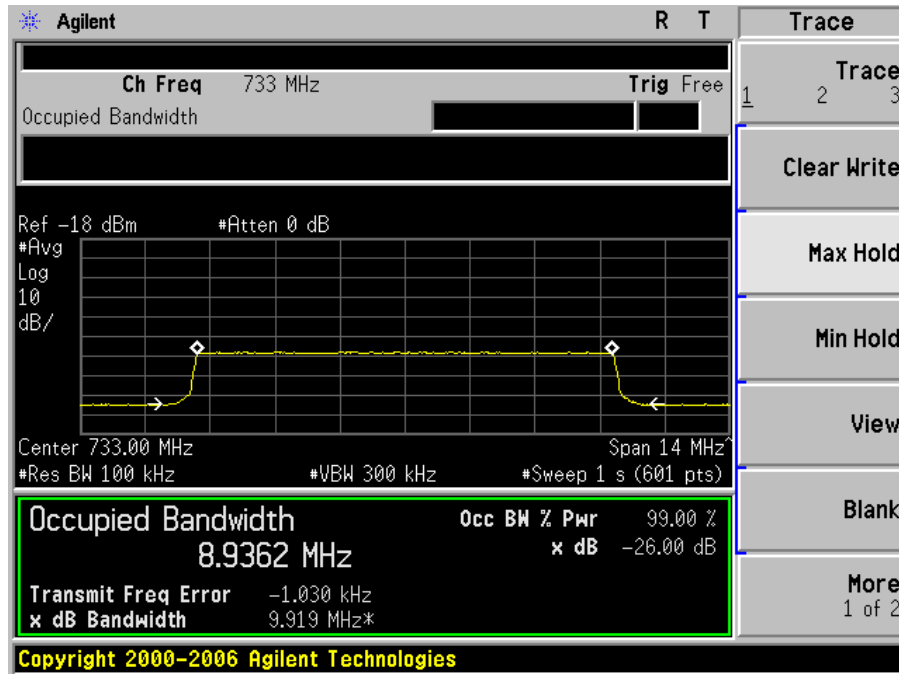 Agilent R T Trace
Ch Freq 733 MHz Trig Free
Occupied Bandwidth
Trace
1 2 3
Clear Write
Max Hold
Min Hold
View
Blank
More
1 of 2
Ref -18 dBm #Atten 0 dB
#Avg
Log
10
dB/
Center 733.00 MHz Span 14 MHz^
#Res BW 100 kHz #VBW 300 kHz #Sweep 1 s (601 pts)
Occupied Bandwidth Occ BW % Pwr 99.00 %
8.9362 MHz x dB -26.00 dB
Transmit Freq Error -1.030 kHz
x dB Bandwidth 9.919 MHz*
Copyright 2000-2006 Agilent Technologies